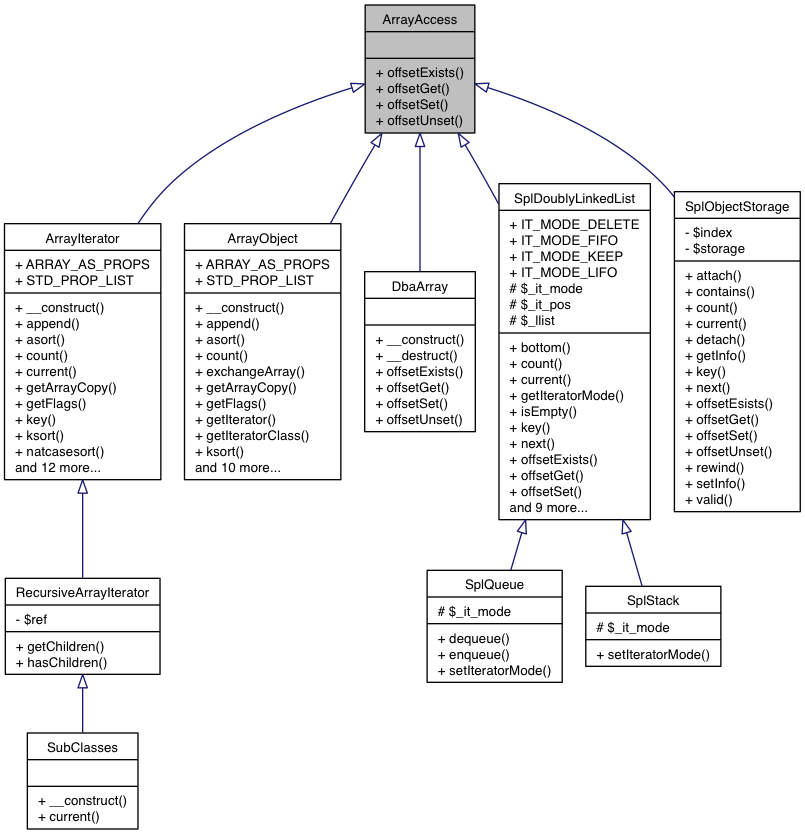 ArrayAccess
+ offsetExists()
+ offsetGet()
+ offsetSet()
+ offsetUnset()
ArrayIterator
+ ARRAY_AS_PROPS
+ STD_PROP_LIST
+ __construct()
+ append()
+ asort()
+ count()
+ current()
+ getArrayCopy()
+ getFlags()
+ key()
+ ksort()
+ natcasesort()
and 12 more...
ArrayObject
+ ARRAY_AS_PROPS
+ STD_PROP_LIST
+ __construct()
+ append()
+ asort()
+ count()
+ exchangeArray()
+ getArrayCopy()
+ getFlags()
+ getIterator()
+ getIteratorClass()
+ ksort()
and 10 more...
DbaArray
+ __construct()
+ __destruct()
+ offsetExists()
+ offsetGet()
+ offsetSet()
+ offsetUnset()
SplDoublyLinkedList
+ IT_MODE_DELETE
+ IT_MODE_FIFO
+ IT_MODE_KEEP
+ IT_MODE_LIFO
# $_it_mode
# $_it_pos
# $_llist
+ bottom()
+ count()
+ current()
+ getIteratorMode()
+ isEmpty()
+ key()
+ next()
+ offsetExists()
+ offsetGet()
+ offsetSet()
and 9 more...
SplObjectStorage
- $index
- $storage
+ attach()
+ contains()
+ count()
+ current()
+ detach()
+ getInfo()
+ key()
+ next()
+ offsetEsists()
+ offsetGet()
+ offsetSet()
+ offsetUnset()
+ rewind()
+ setInfo()
+ valid()
RecursiveArrayIterator
- $ref
+ getChildren()
+ hasChildren()
SplQueue
# $_it_mode
+ dequeue()
+ enqueue()
+ setIteratorMode()
SplStack
# $_it_mode
+ setIteratorMode()
SubClasses
+ __construct()
+ current()